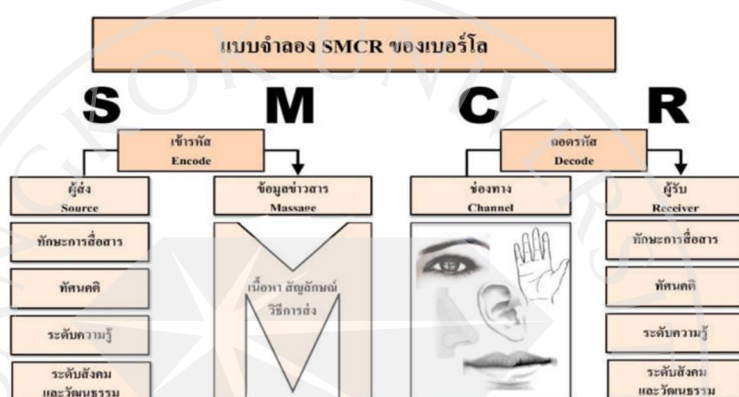 แบบจำลอง SMCR ของเบอร์โล
S M C R
เข้ารหัส
Encode
ถอดรหัส
Decode
ผู้ส่ง
Source
ข้อมูลข่าวสาร
Massage
ช่องทาง
Channel
ผู้รับ
Receiver
ทักษะการสื่อสาร
ทัศนคติ
ระดับความรู้
ระดับสังคม
และวัฒนธรรม
เนื้อหา สัญลักษณ์
วิธีการส่ง
ทักษะการสื่อสาร
ทัศนคติ
ระดับความรู้
ระดับสังคม
และวัฒนธรรม